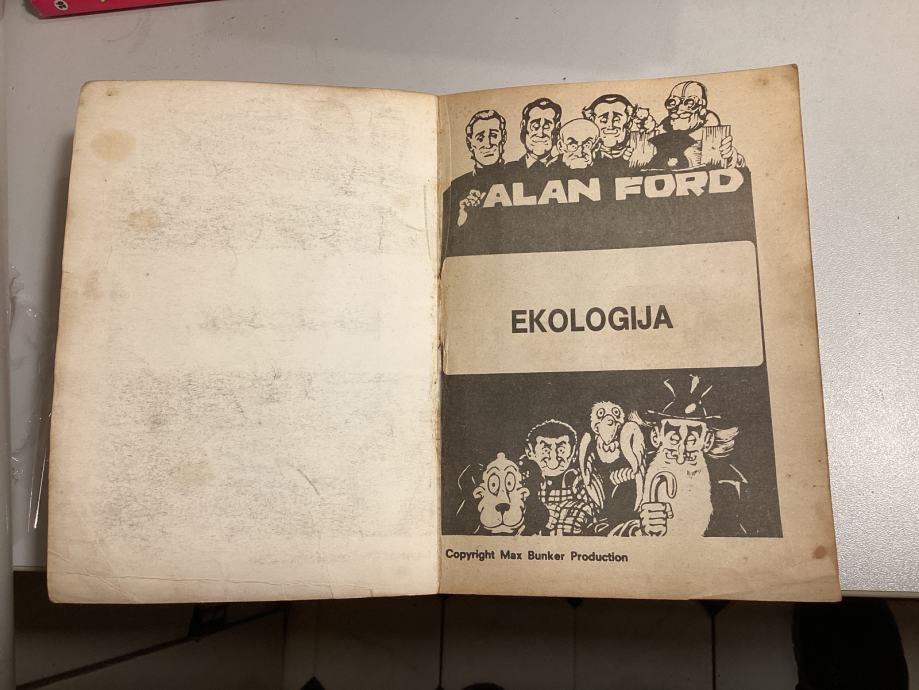 ALAN FORD
EKOLOGIJA
Copyright Max Bunker Production